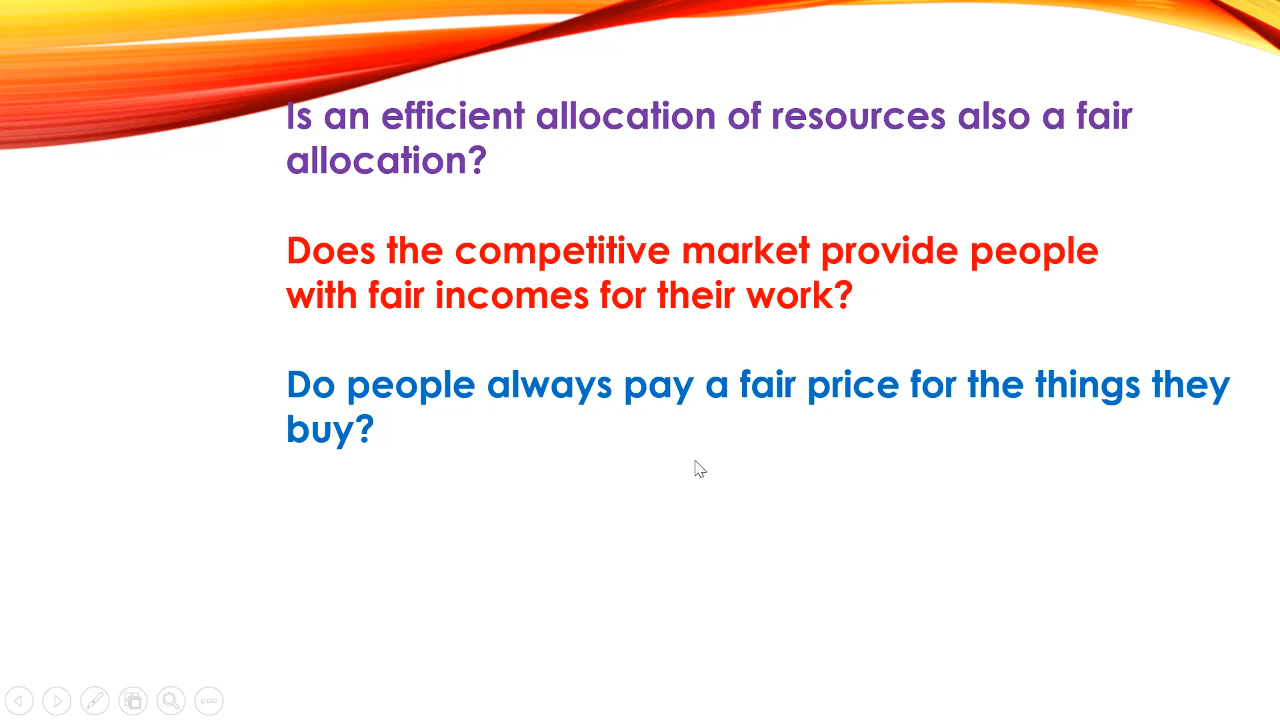 Is an efficient allocation of resources also a fair
allocation?
Does the competitive market provide people
with fair incomes for their work?
Do people always pay a fair price for the things they
buy?